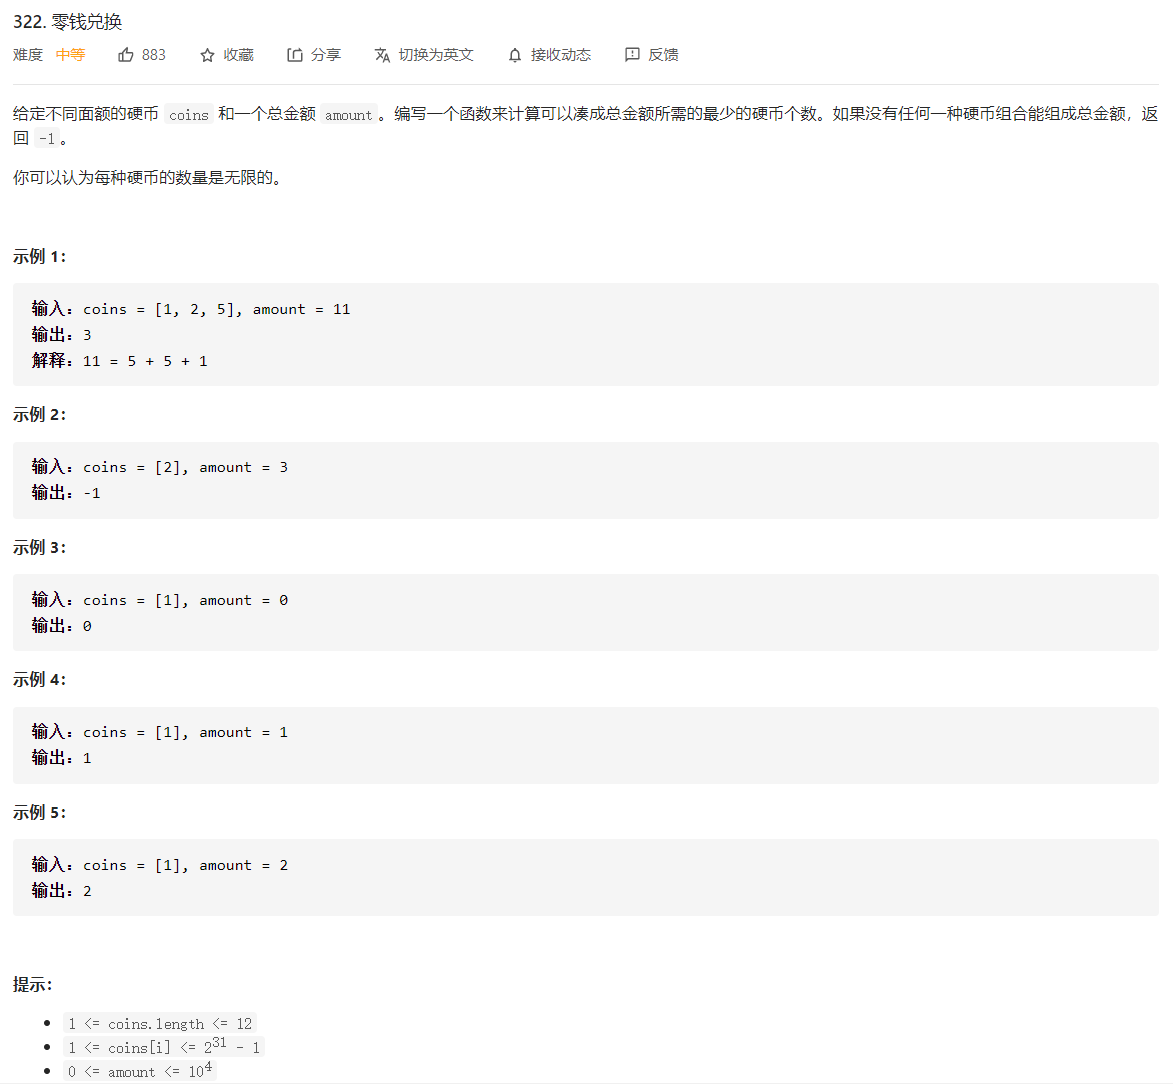 322. 零钱兑换
难度 中等 883 收藏 分享 切换为英文 接收动态 反馈
给定不同面额的硬币 coins 和一个总金额 amount 。编写一个函数来计算可以凑成总金额所需的最少的硬币个数。如果没有任何一种硬币组合能组成总金额，返
回 -1 。
你可以认为每种硬币的数量是无限的。
示例 1：
输入：coins = [1, 2, 5], amount = 11
输出：3
解释：11 = 5 + 5 + 1
示例 2：
输入：coins = [2], amount = 3
输出：-1
示例 3：
输入：coins = [1], amount = 0
输出：0
示例 4：
输入：coins = [1], amount = 1
输出：1
示例 5：
输入：coins = [1], amount = 2
输出：2
提示：
1 <= coins.length <= 12
1 <= coins[i] <= 2³¹ - 1
0 <= amount <= 10⁴